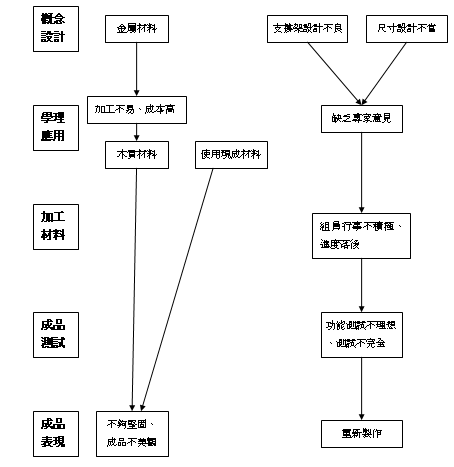 概念
設計
金屬材料
支撐架設計不良
尺寸設計不當
學理
應用
加工不易、成本高
缺乏專家意見
木質材料
使用現成材料
加工
材料
組員行事不積極、
進度落後
成品
測試
功能測試不理想
、測試不完全
成品
表現
不夠堅固、
成品不美觀
重新製作